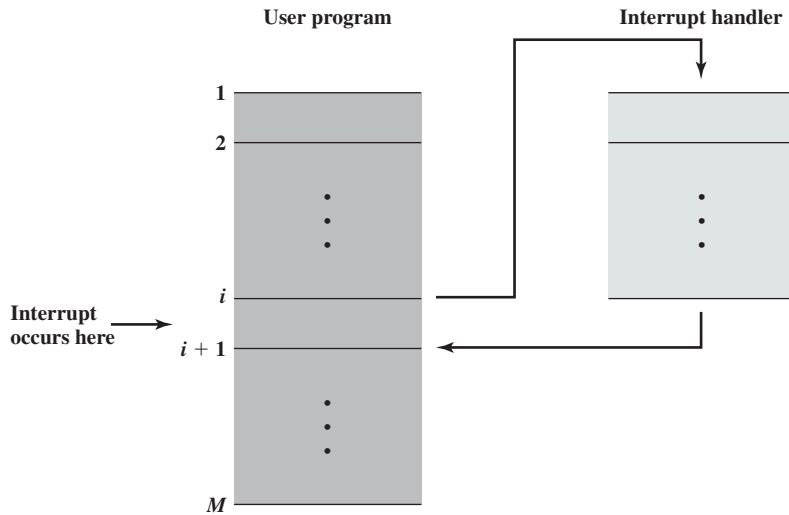 User program
Interrupt handler
1
2
i
Interrupt
occurs here
i + 1
M